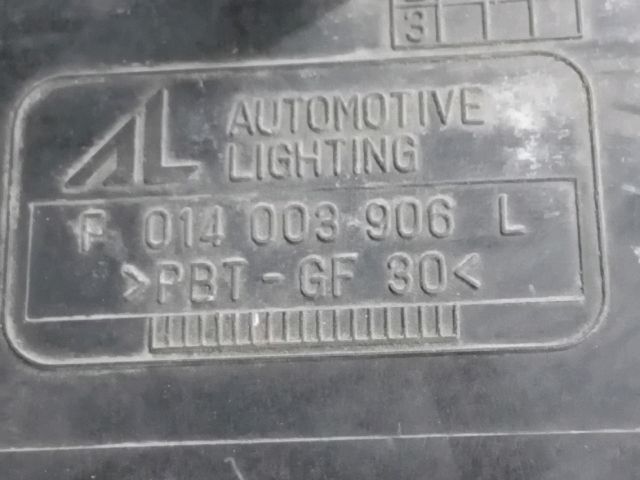 3
AL AUTOMOTIVE
LIGHTING
F 014 003-906 L
>PBT-GF 30<